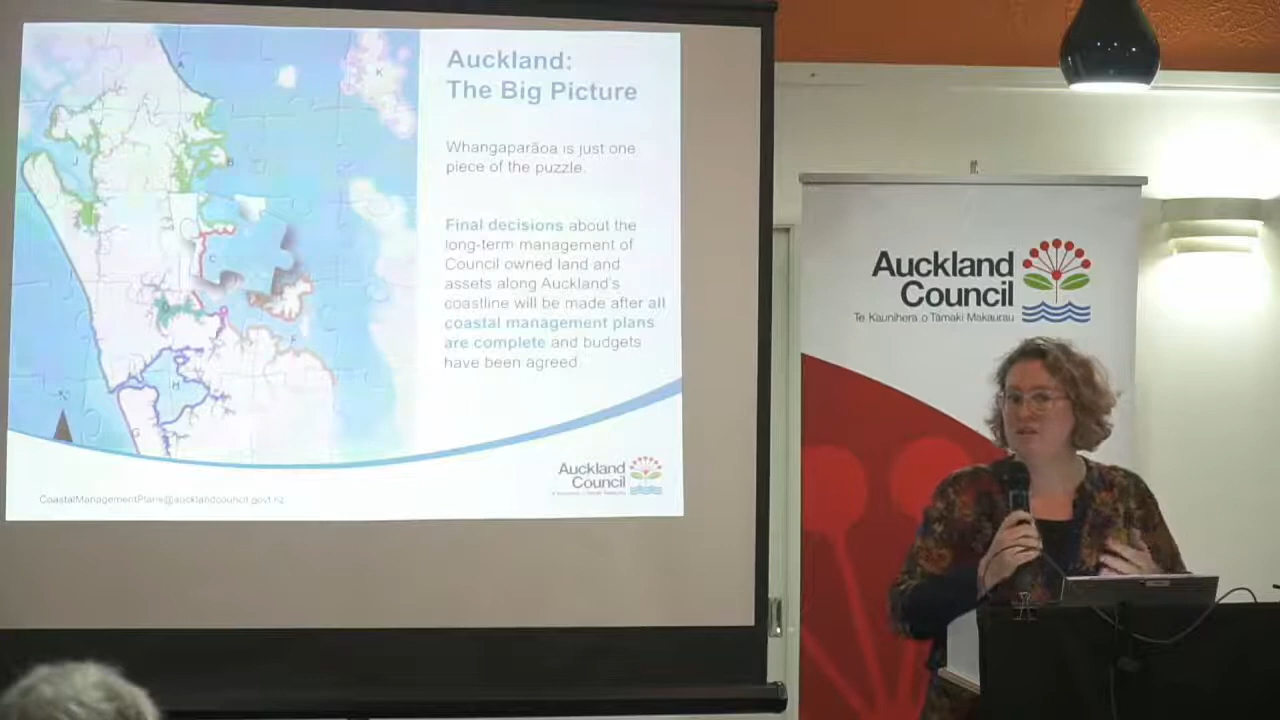 Auckland:
The Big Picture
Whangaparāoa is just one
piece of the puzzle.
Final decisions about the
long-term management of
Council owned land and
assets along Auckland's
coastline will be made after all
coastal management plans
are complete and budgets
have been agreed
Auckland
Council
CoastalManagementPlans@aucklandcouncil.govt.nz
Auckland
Council
Te Kaunihera o Tāmaki Makaurau